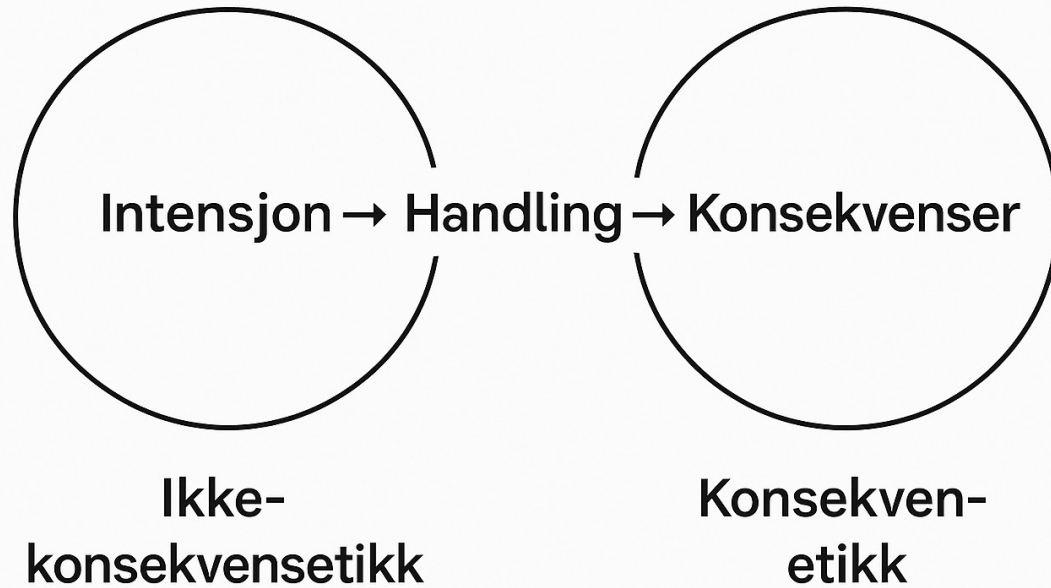 Intensjon → Handling → Konsekvenser
Ikke-
konsekvensetikk
Konsekven-
etikk